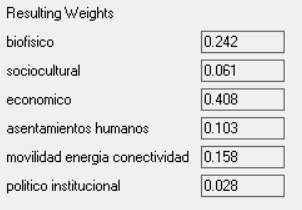 Resulting Weights
biofisico 0.242
sociocultural 0.061
economico 0.408
asentamientos humanos 0.103
movilidad energia conectividad 0.158
politico institucional 0.028